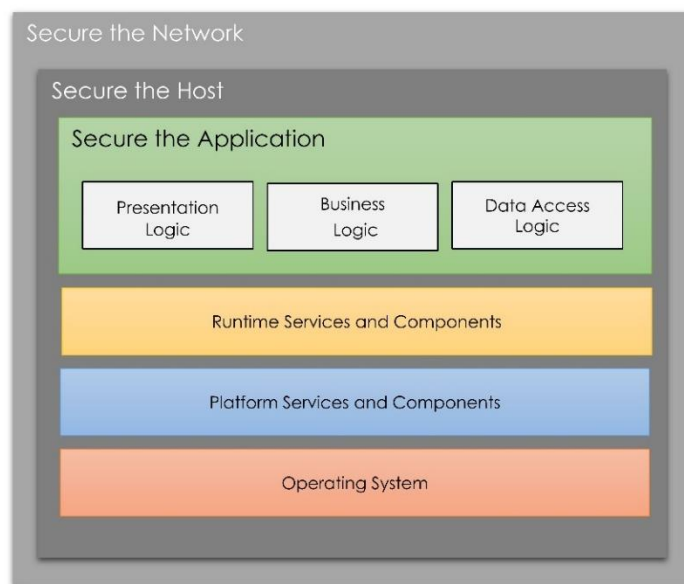 Secure the Network
Secure the Host
Secure the Application
Presentation
Logic
Business
Logic
Data Access
Logic
Runtime Services and Components
Platform Services and Components
Operating System